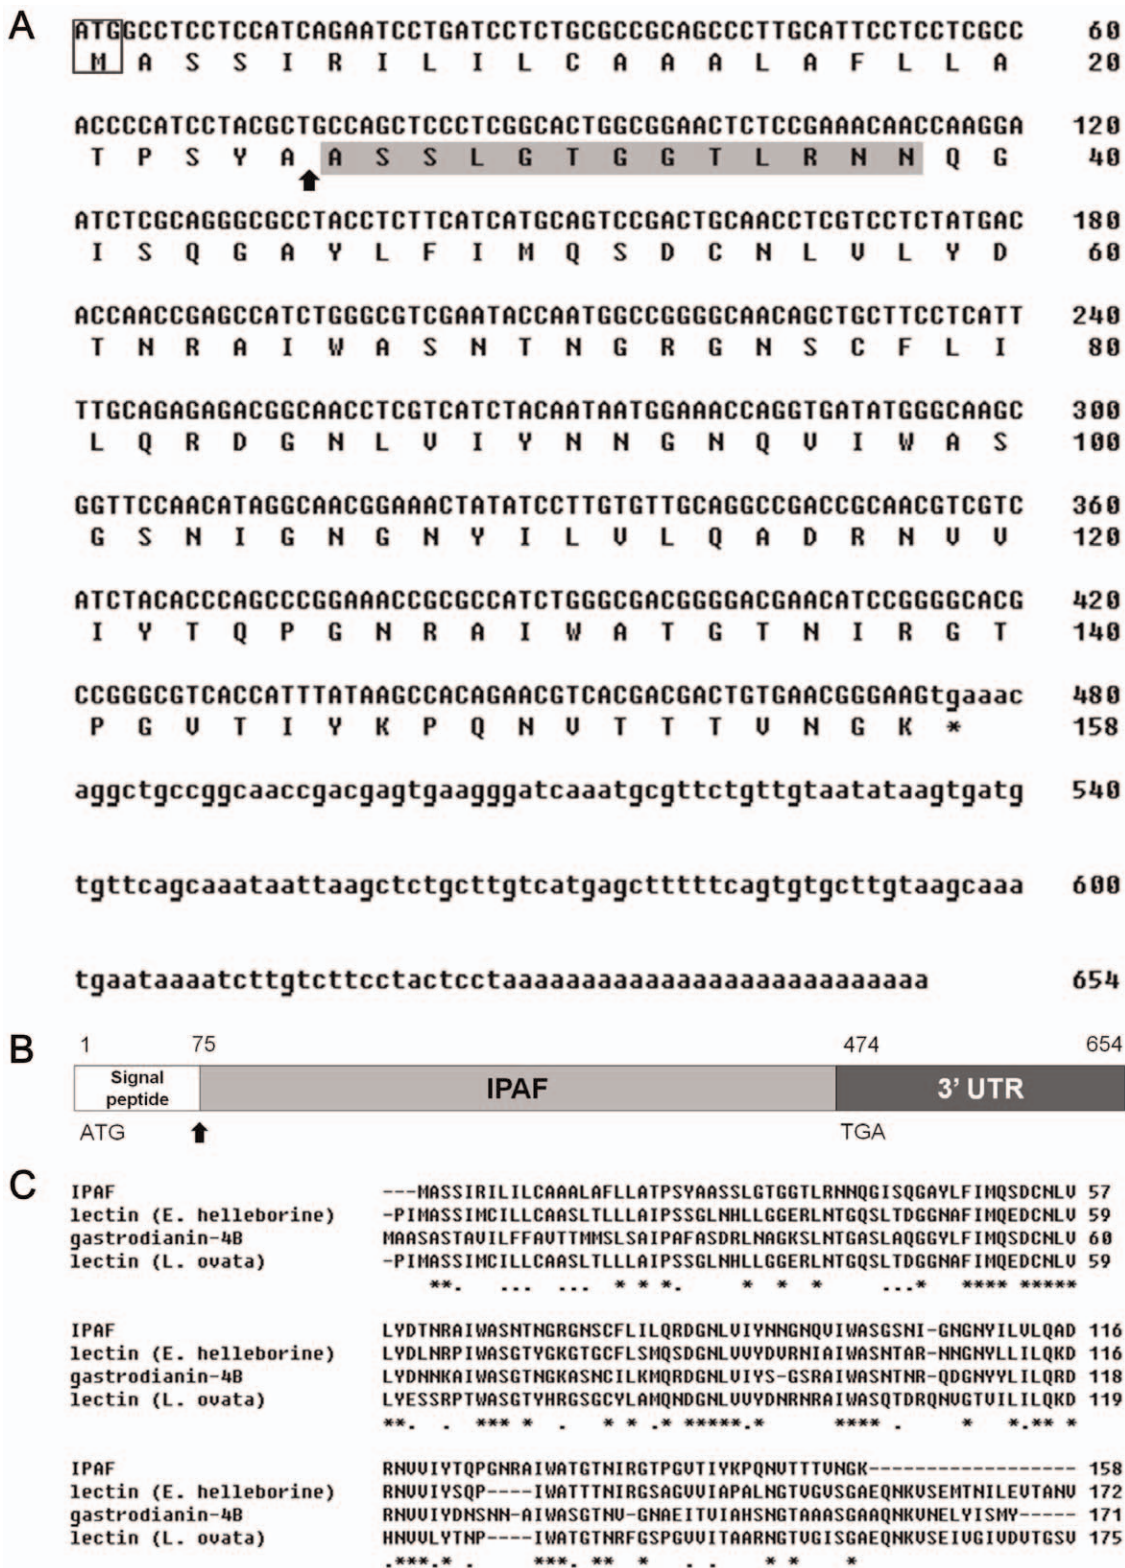 A
ATGGCCTCCTCCATCAGAATCCTGATCCTCTGCGCCGCAGCCCTTGCATTCCTCCTCGCC 60
M A S S I R I L I L C A A A L A F L L A 20
ACCCCATCCTACGCTGCCAGCTCCCTCGGCACTGGCGGAACTCTCCGAAACAACCAAGGA 120
T P S Y A A S S L G T G G T L R N N Q G 40
ATCTCGCAGGGCGCCTACCTCTTCATCATGCAGTCCGACTGCAACCTCGTCCTCTATGAC 180
I S Q G A Y L F I M Q S D C N L V L Y D 60
ACCAACCGAGCCATCTGGGCGTCGAATACCAATGGCCGGGGCAACAGCTGCTTCCTCATT 240
T N R A I W A S N T N G R G N S C F L I 80
TTGCAGAGAGACGGCAACCTCGTCATCTACAATAATGGAAACCAGGTGATATGGGCAAGC 300
L Q R D G N L V I Y N N G N Q V I W A S 100
GGTTCCAACATAGGCAACGGAAACTATATCCTTGTGTTGCAGGCCGACCGCAACGTCGTC 360
G S N I G N G N Y I L V L Q A D R N V V 120
ATCTACACCCAGCCCGGAAACCGCGCCATCTGGGCGACGGGGACGAACATCCGGGGCACG 420
I Y T Q P G N R A I W A T G T N I R G T 140
CCGGGCGTCACCATTTATAAGCCACAGAACGTCACGACGACTGTGAACGGGAAGtgaaac 480
P G V T I Y K P Q N V T T T V N G K * 158
aggctgccggcaaccgacgagtgaagggatcaaatgcgttctgttgtaatataagtgatg 540
tgttcagcaaataattaagctctgcttgtcatgagctttttcagtgtgcttgtaagcaaa 600
tgaataaaatcttgtcttcctactcctaaaaaaaaaaaaaaaaaaaaaaaaaaa 654
B
1 75 474 654
Signal peptide IPAF 3' UTR
ATG TGA
C
IPAF ---MASSIRILILCAAALAFLLATPSYAASSLGTGGTLRNNQGISQGAYLFIMQSDCNLV 57
lectin (E. helleborine) -PIMASSIMCILLCAASLTLLLAIPSSGLNHLLGGERLNTGQSLTDGGNAFIMQEDCNLV 59
gastrodianin-4B MAASASTAVILFFAVTTMMSLSAIPAFASDRLNAGKSLNTGASLAQGGYLFIMQSDCNLV 60
lectin (L. ovata) -PIMASSIMCILLCAASLTLLLAIPSSGLNHLLGGERLNTGQSLTDGGNAFIMQEDCNLV 59
**. ... ... * * *. * * * ...* **** *****
IPAF LYDTNRAIWASNTNGRGNSCFLILQRDGNLVIYNNGNQVIWASGSNI-GNGNYILVLQAD 116
lectin (E. helleborine) LYDLNRPIWASGTYGKGTGCFLSMQSDGNLVVYDVRNIAIWASNTAR-NNGNYLLILQKD 116
gastrodianin-4B LYDNNKAIWASGTNGKASNCILKMQRDGNLVIYS-GSRAIWASNTNR-QDGNYYLILQRD 118
lectin (L. ovata) LYESSRPTWASGTYHRGSGCYLAMQNDGNLVVYDNRNRAIWASQTDRQNVGTVILILQKD 119
**. . *** * . * * .* *****.* **** . * *.** *
IPAF RNVVIYTQPGNRAIWATGTNIRGTPGVTIYKPQNVTTTVNGK------------------ 158
lectin (E. helleborine) RNVVIYSQP----IWATTTNIRGSAGVVIAPALNGTVGVSGAEQNKVSEMTNILEVTANV 172
gastrodianin-4B RNVVIYDNSNN-AIWASGTNV-GNAEITVIAHSNGTAAASGAAQNKVNELYISMY----- 171
lectin (L. ovata) HNVVLYTNP----IWATGTNRFGSPGVVITAARNGTVGISGAEQNKVSEIVGIVDVTGSV 175
.***.* . ***. ** * . . * * *